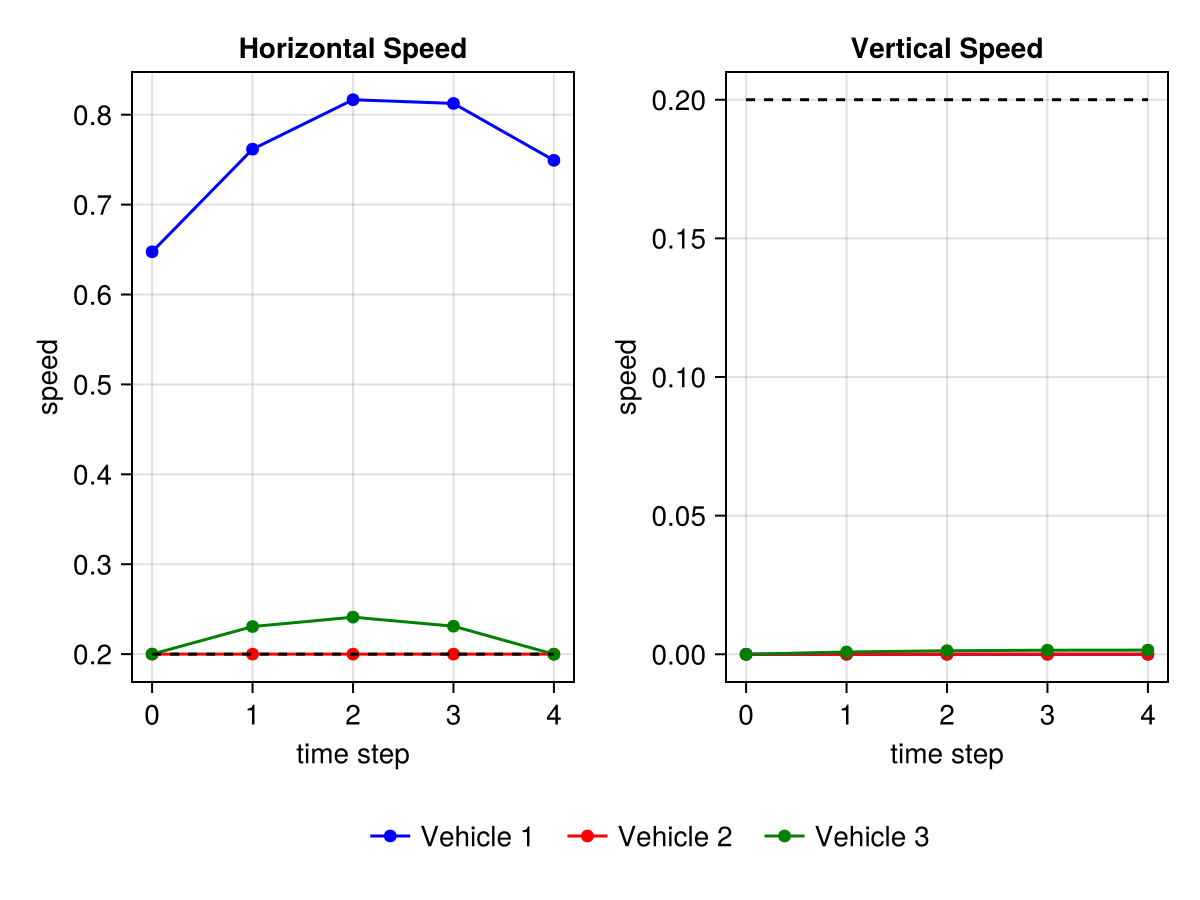 Horizontal Speed
0.8
0.7
0.6
0.5
0.4
0.3
0.2
speed
0 1 2 3 4
time step
Vertical Speed
0.20
0.15
0.10
0.05
0.00
speed
0 1 2 3 4
time step
Vehicle 1 Vehicle 2 Vehicle 3